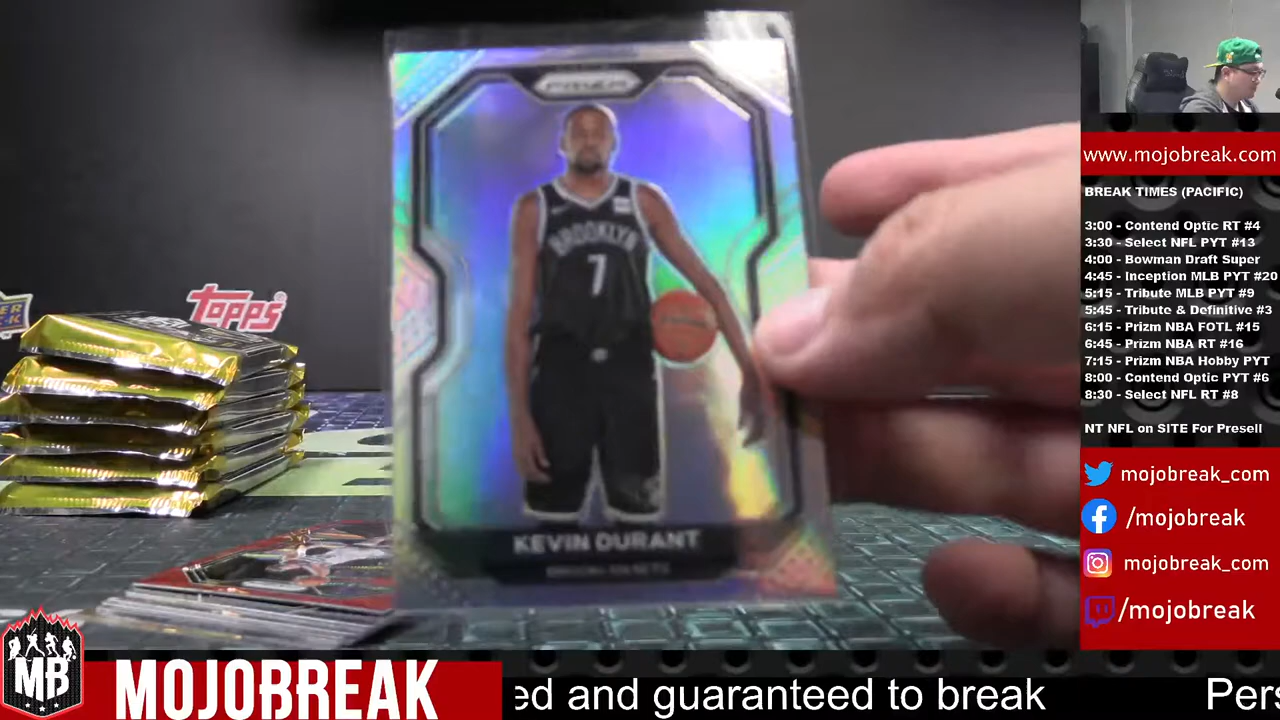 PRIZM
BROOKLYN
7
KEVIN DURANT
BROOKLYN NETS
Topps
www.mojobreak.com
BREAK TIMES (PACIFIC)
3:00 - Contend Optic RT #4
3:30 - Select NFL PYT #13
4:00 - Bowman Draft Super
4:45 - Inception MLB PYT #20
5:15 - Tribute MLB PYT #9
5:45 - Tribute & Definitive #3
6:15 - Prizm NBA FOTL #15
6:45 - Prizm NBA RT #16
7:15 - Prizm NBA Hobby PYT
8:00 - Contend Optic PYT #6
8:30 - Select NFL RT #8
NT NFL on SITE For Presell
mojobreak_com
/mojobreak
mojobreak_com
/mojobreak
MB
MOJOBREAK
ed and guaranteed to break Pers